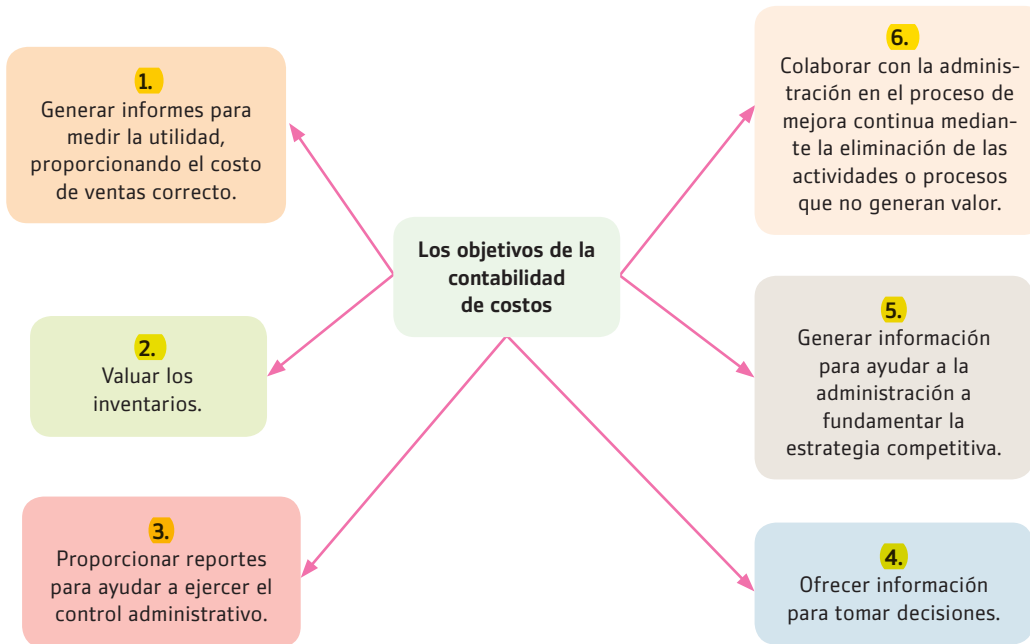 1.
Generar informes para
medir la utilidad,
proporcionando el costo
de ventas correcto.
2.
Valuar los
inventarios.
3.
Proporcionar reportes
para ayudar a ejercer el
control administrativo.
Los objetivos de la
contabilidad
de costos
6.
Colaborar con la adminis-
tración en el proceso de
mejora continua median-
te la eliminación de las
actividades o procesos
que no generan valor.
5.
Generar información
para ayudar a la
administración a
fundamentar la
estrategia competitiva.
4.
Ofrecer información
para tomar decisiones.